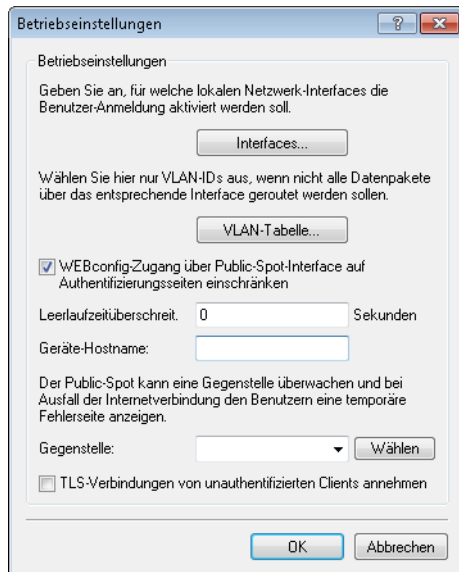 Betriebseinstellungen
Betriebseinstellungen
Geben Sie an, für welche lokalen Netzwerk-Interfaces die
Benutzer-Anmeldung aktiviert werden soll.
Interfaces...
Wählen Sie hier nur VLAN-IDs aus, wenn nicht alle Datenpakete
über das entsprechende Interface geroutet werden sollen.
VLAN-Tabelle...
WEBconfig-Zugang über Public-Spot-Interface auf
Authentifizierungsseiten einschränken
Leerlaufzeitüberschreit. 0 Sekunden
Geräte-Hostname:
Der Public-Spot kann eine Gegenstelle überwachen und bei
Ausfall der Internetverbindung den Benutzern eine temporäre
Fehlerseite anzeigen.
Gegenstelle: Wählen
TLS-Verbindungen von unauthentifizierten Clients annehmen
OK Abbrechen